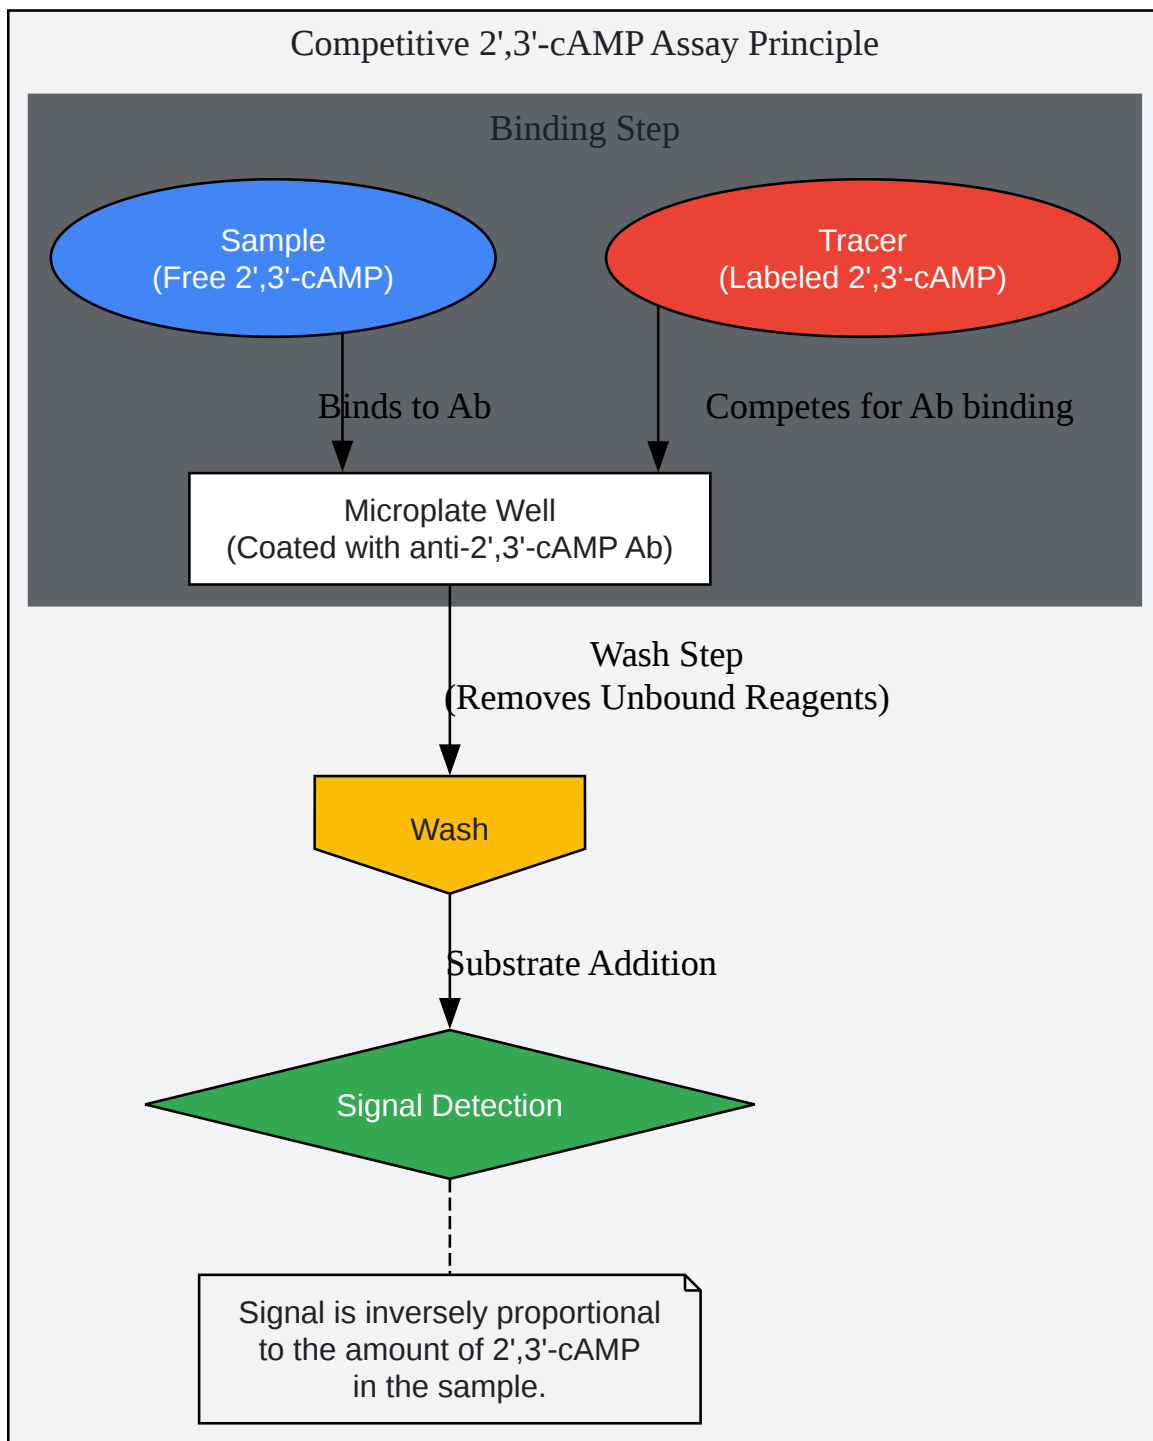 Competitive 2',3'-cAMP Assay Principle
Binding Step
Sample
(Free 2',3'-cAMP)
Tracer
(Labeled 2',3'-cAMP)
Binds to Ab
Competes for Ab binding
Microplate Well
(Coated with anti-2',3'-cAMP Ab)
Wash Step
(Removes Unbound Reagents)
Wash
Substrate Addition
Signal Detection
Signal is inversely proportional
to the amount of 2',3'-cAMP
in the sample.